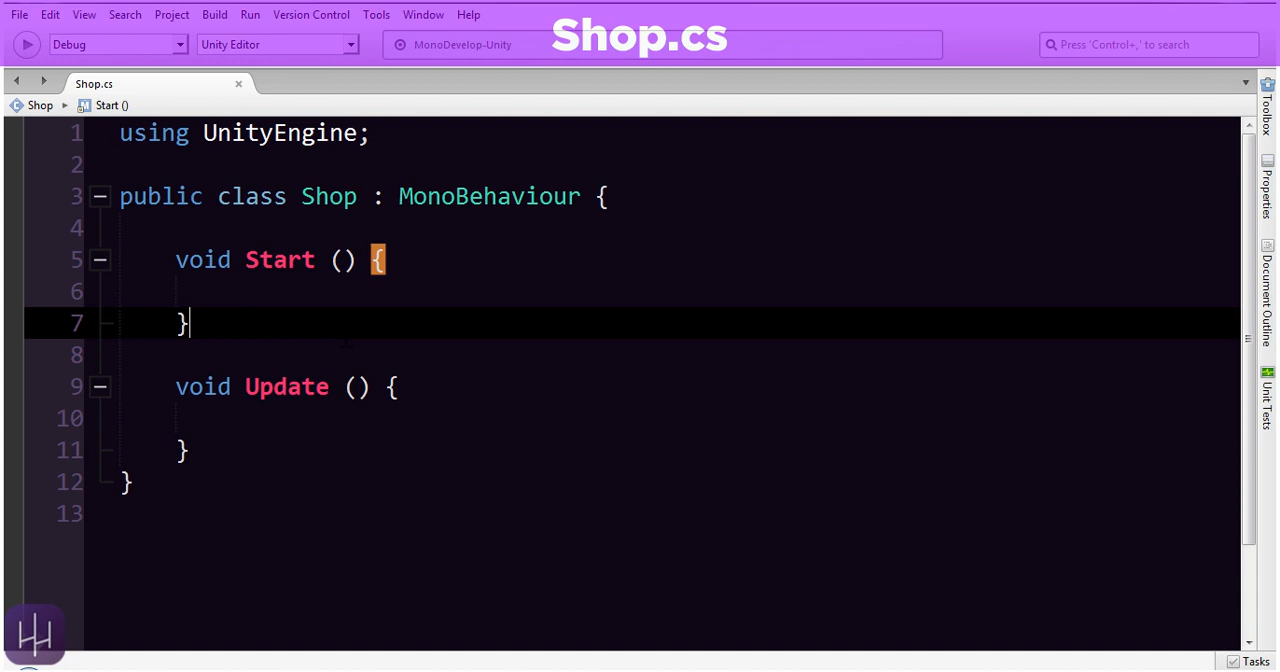 File Edit View Search Project Build Run Version Control Tools Window Help
Shop.cs
Debug Unity Editor MonoDevelop-Unity Press 'Control+,' to search
Shop.cs
Shop Start ()
1 using UnityEngine;
2
3 public class Shop : MonoBehaviour {
4
5 void Start () {
6
7 }
8
9 void Update () {
10
11 }
12 }
13
Toolbox
Properties
Document Outline
Unit Tests
Tasks